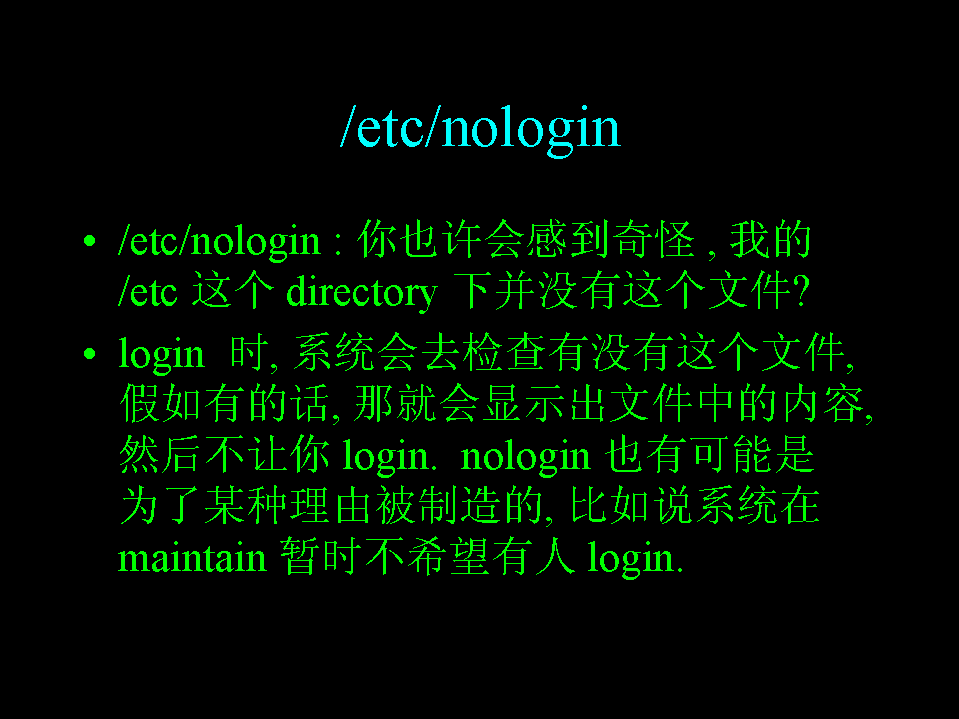 /etc/nologin
• /etc/nologin : 你也许会感到奇怪 , 我的
/etc 这个 directory 下并没有这个文件?
• login 时, 系统会去检查有没有这个文件,
假如有的话, 那就会显示出文件中的内容,
然后不让你 login. nologin 也有可能是
为了某种理由被制造的, 比如说系统在
maintain 暂时不希望有人 login.